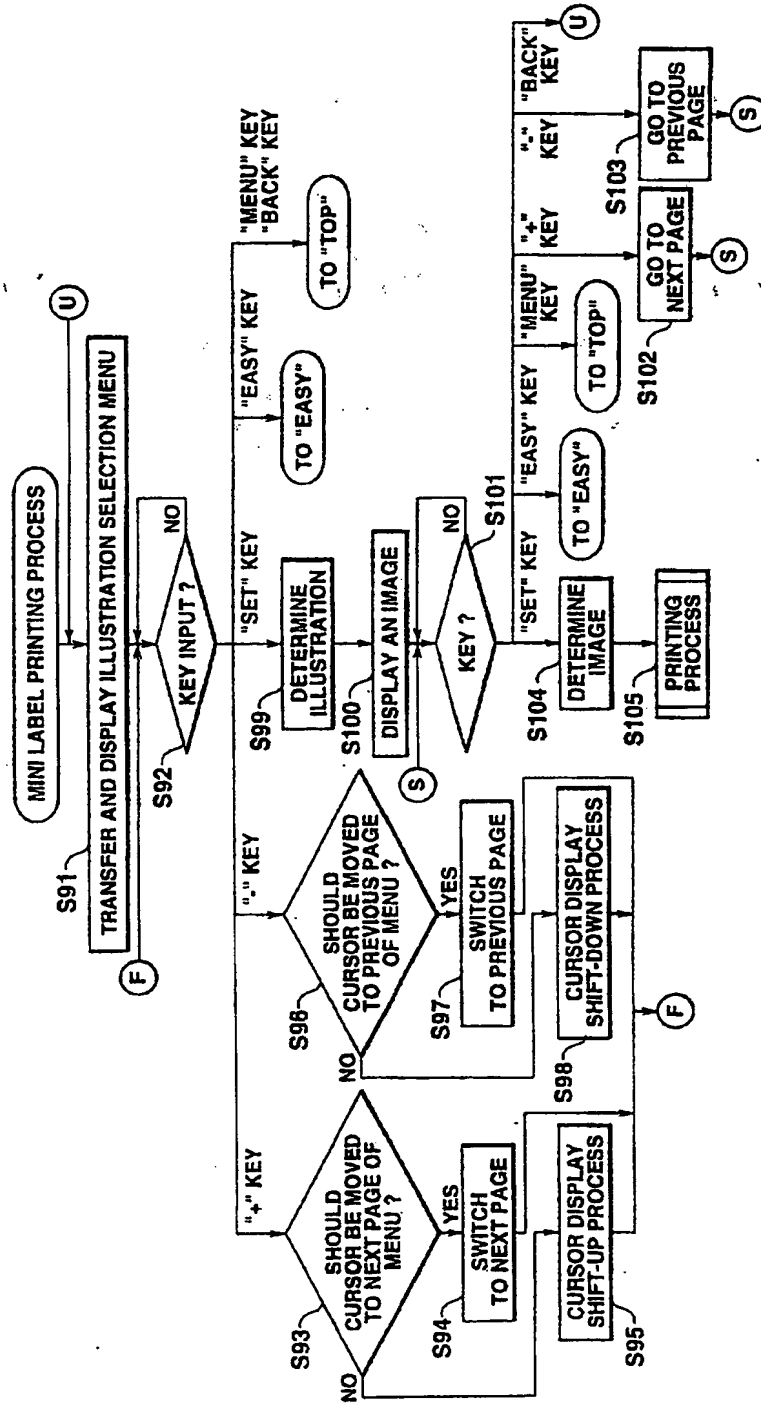 MINI LABEL PRINTING PROCESS
U
S91
TRANSFER AND DISPLAY ILLUSTRATION SELECTION MENU
F
S92
KEY INPUT ?
NO
"+" KEY
"-" KEY
"SET" KEY
"EASY" KEY
"MENU" KEY
"BACK" KEY
S93
SHOULD
CURSOR BE MOVED
TO NEXT PAGE OF
MENU ?
NO
YES
S94
SWITCH
TO NEXT PAGE
S95
CURSOR DISPLAY
SHIFT-UP PROCESS
S96
SHOULD
CURSOR BE MOVED
TO PREVIOUS PAGE
OF MENU ?
NO
YES
S97
SWITCH
TO PREVIOUS PAGE
S98
CURSOR DISPLAY
SHIFT-DOWN PROCESS
F
S99
DETERMINE
ILLUSTRATION
TO "EASY"
TO "TOP"
S100
DISPLAY AN IMAGE
S
KEY ?
NO
S101
"SET" KEY
"EASY" KEY
"MENU"
KEY
"+"
KEY
"-"
KEY
"BACK"
KEY
S104
DETERMINE
IMAGE
S105
PRINTING
PROCESS
TO "EASY"
TO "TOP"
S102
GO TO
NEXT PAGE
S
S103
GO TO
PREVIOUS
PAGE
S
U